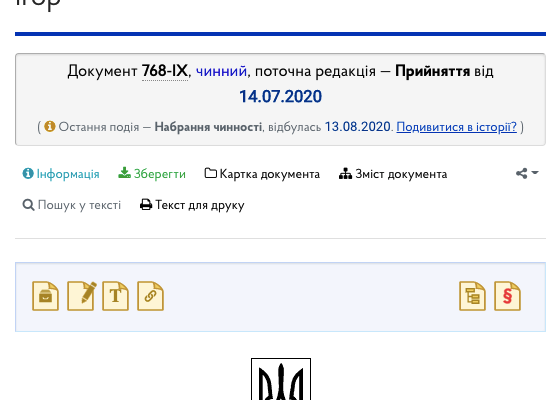 ігор
Документ 768-IX, чинний, поточна редакція — Прийняття від
14.07.2020
( Остання подія — Набрання чинності, відбулась 13.08.2020. Подивитися в історії? )
Інформація Зберегти Картка документа Зміст документа
Пошук у тексті Текст для друку
T §